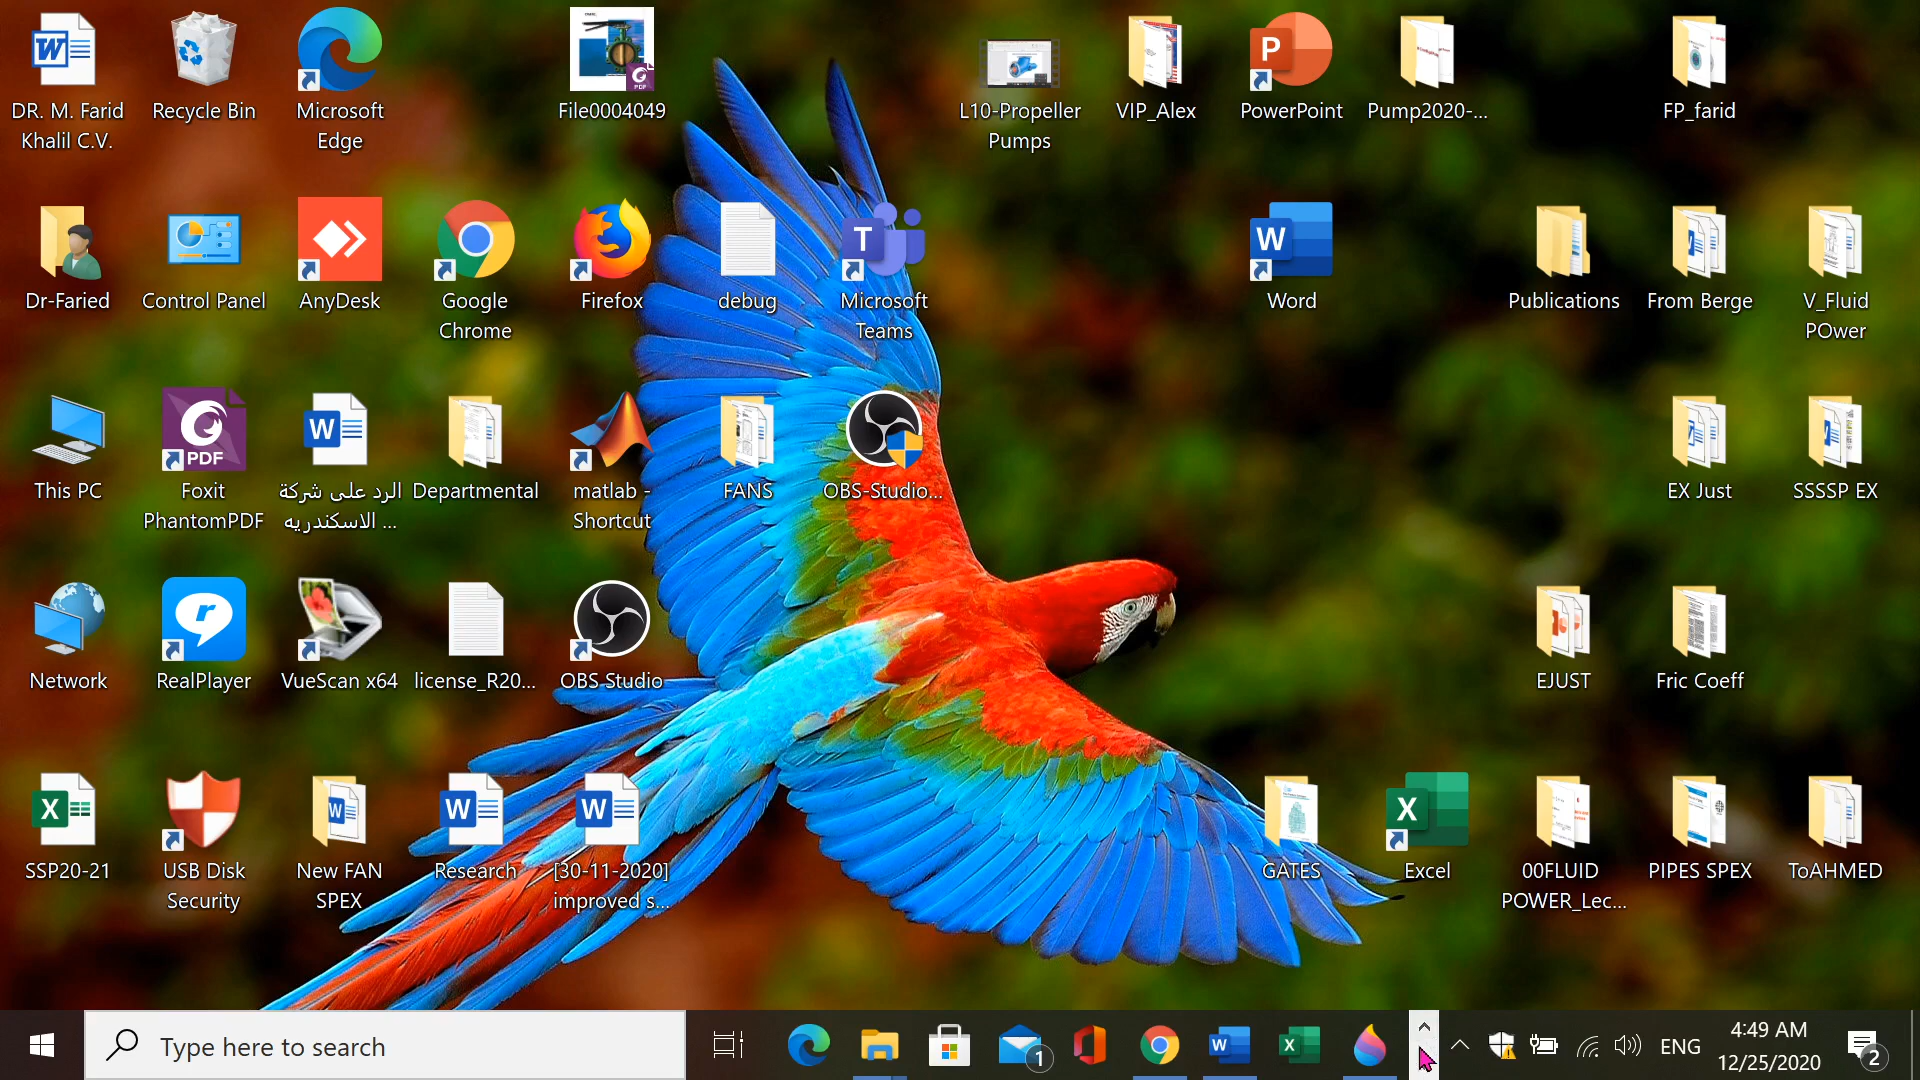 DR. M. Farid
Khalil C.V.
Recycle Bin
Microsoft
Edge
File0004049
L10-Propeller
Pumps
VIP_Alex
PowerPoint
Pump2020-...
FP_farid
Dr-Faried
Control Panel
AnyDesk
Google
Chrome
Firefox
debug
Microsoft
Teams
Word
Publications
From Berge
V_Fluid
POwer
This PC
Foxit
PhantomPDF
الرد على شركة
الاسكندريه ...
Departmental
matlab -
Shortcut
FANS
OBS-Studio...
EX Just
SSSSP EX
Network
RealPlayer
VueScan x64
license_R20...
OBS Studio
EJUST
Fric Coeff
SSP20-21
USB Disk
Security
New FAN
SPEX
Research
[30-11-2020]
improved s...
GATES
Excel
00FLUID
POWER_Lec...
PIPES SPEX
ToAHMED
Type here to search
1
ENG
4:49 AM
12/25/2020
2